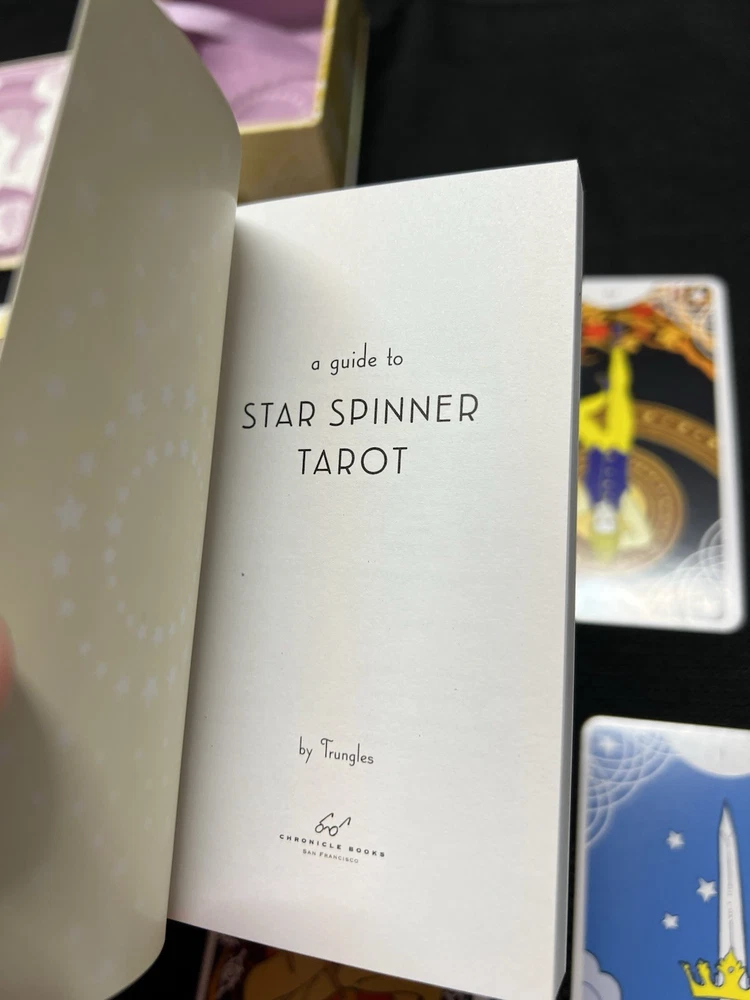 a guide to
STAR SPINNER
TAROT
by Trungles
CHRONICLE BOOKS
SAN FRANCISCO